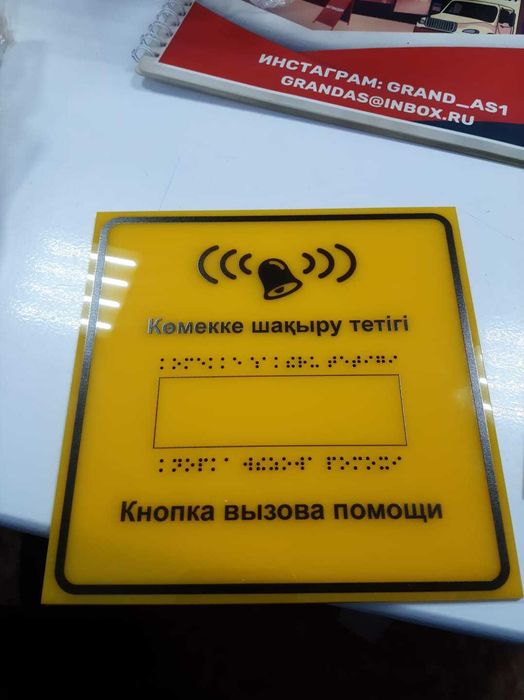 ИНСТАГРАМ: GRAND_AS1
GRANDAS@INBOX.RU
Көмекке шақыру тетігі
Кнопка вызова помощи